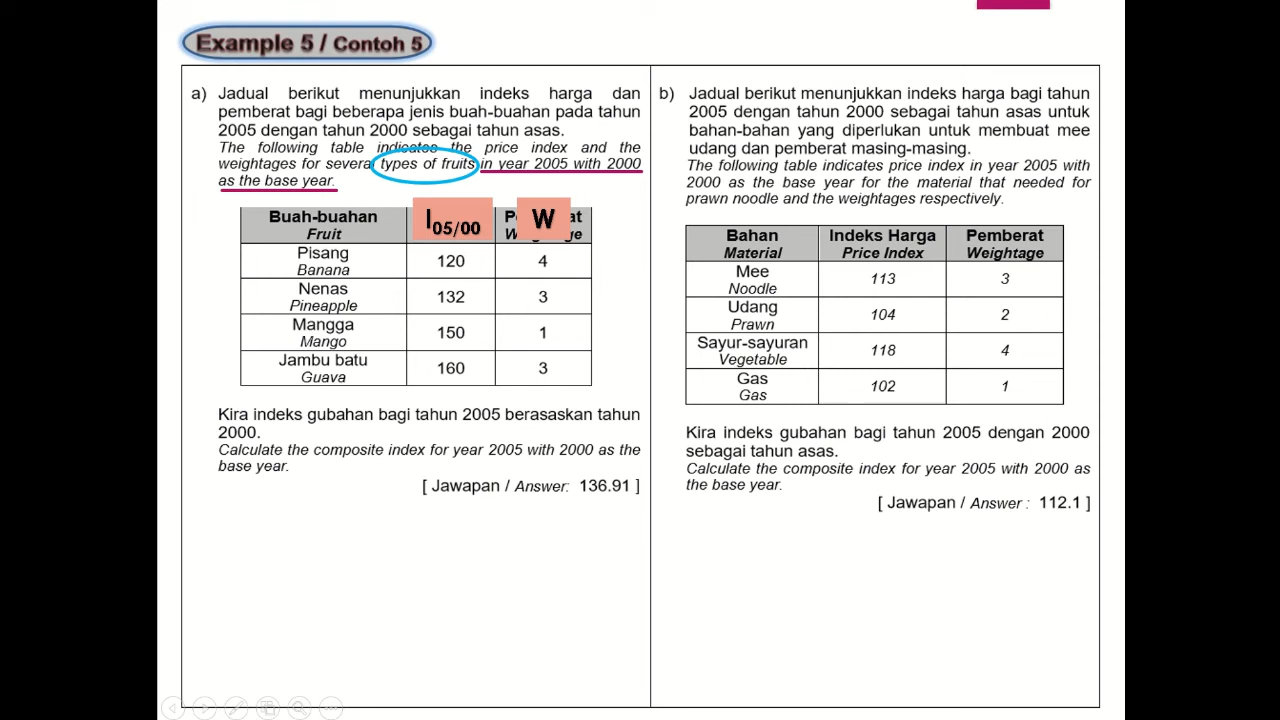 Example 5 / Contoh 5
a) Jadual berikut menunjukkan indeks harga dan
pemberat bagi beberapa jenis buah-buahan pada tahun
2005 dengan tahun 2000 sebagai tahun asas.
The following table indicates the price index and the
weightages for several types of fruits in year 2005 with 2000
as the base year.
Buah-buahan
Fruit
I05/00
W
Pisang
Banana
120
4
Nenas
Pineapple
132
3
Mangga
Mango
150
1
Jambu batu
Guava
160
3
Kira indeks gubahan bagi tahun 2005 berasaskan tahun
2000.
Calculate the composite index for year 2005 with 2000 as the
base year.
[ Jawapan / Answer: 136.91 ]
b) Jadual berikut menunjukkan indeks harga bagi tahun
2005 dengan tahun 2000 sebagai tahun asas untuk
bahan-bahan yang diperlukan untuk membuat mee
udang dan pemberat masing-masing.
The following table indicates price index in year 2005 with
2000 as the base year for the material that needed for
prawn noodle and the weightages respectively.
Bahan
Material
Indeks Harga
Price Index
Pemberat
Weightage
Mee
Noodle
113
3
Udang
Prawn
104
2
Sayur-sayuran
Vegetable
118
4
Gas
Gas
102
1
Kira indeks gubahan bagi tahun 2005 dengan 2000
sebagai tahun asas.
Calculate the composite index for year 2005 with 2000 as
the base year.
[ Jawapan / Answer : 112.1 ]